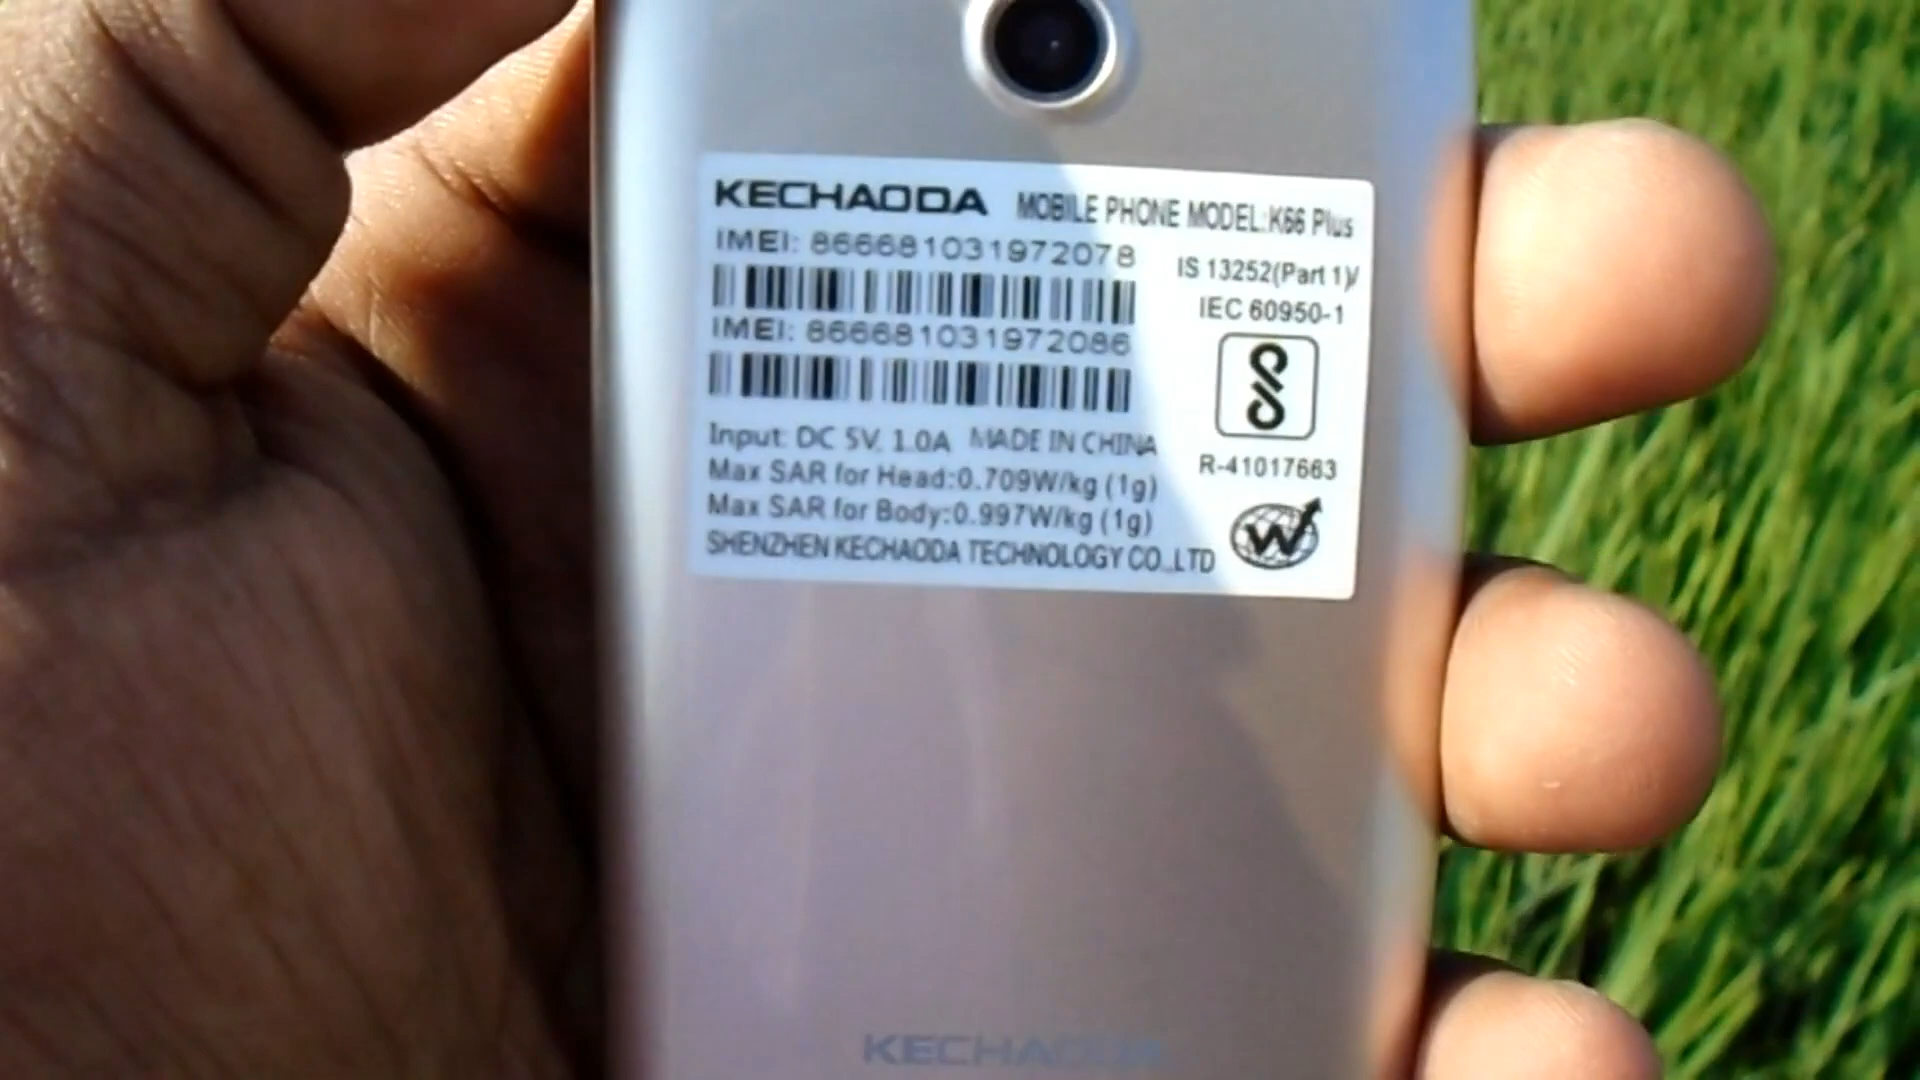 KECHAODA MOBILE PHONE MODEL:K66 Plus
IMEI: 866681031972078
IS 13252(Part 1)/
IEC 60950-1
IMEI: 866681031972086
Input: DC 5V, 1.0A MADE IN CHINA
R-41017663
Max SAR for Head:0.709W/kg (1g)
Max SAR for Body:0.997W/kg (1g)
W
SHENZHEN KECHAODA TECHNOLOGY CO.,LTD
KECHAODA